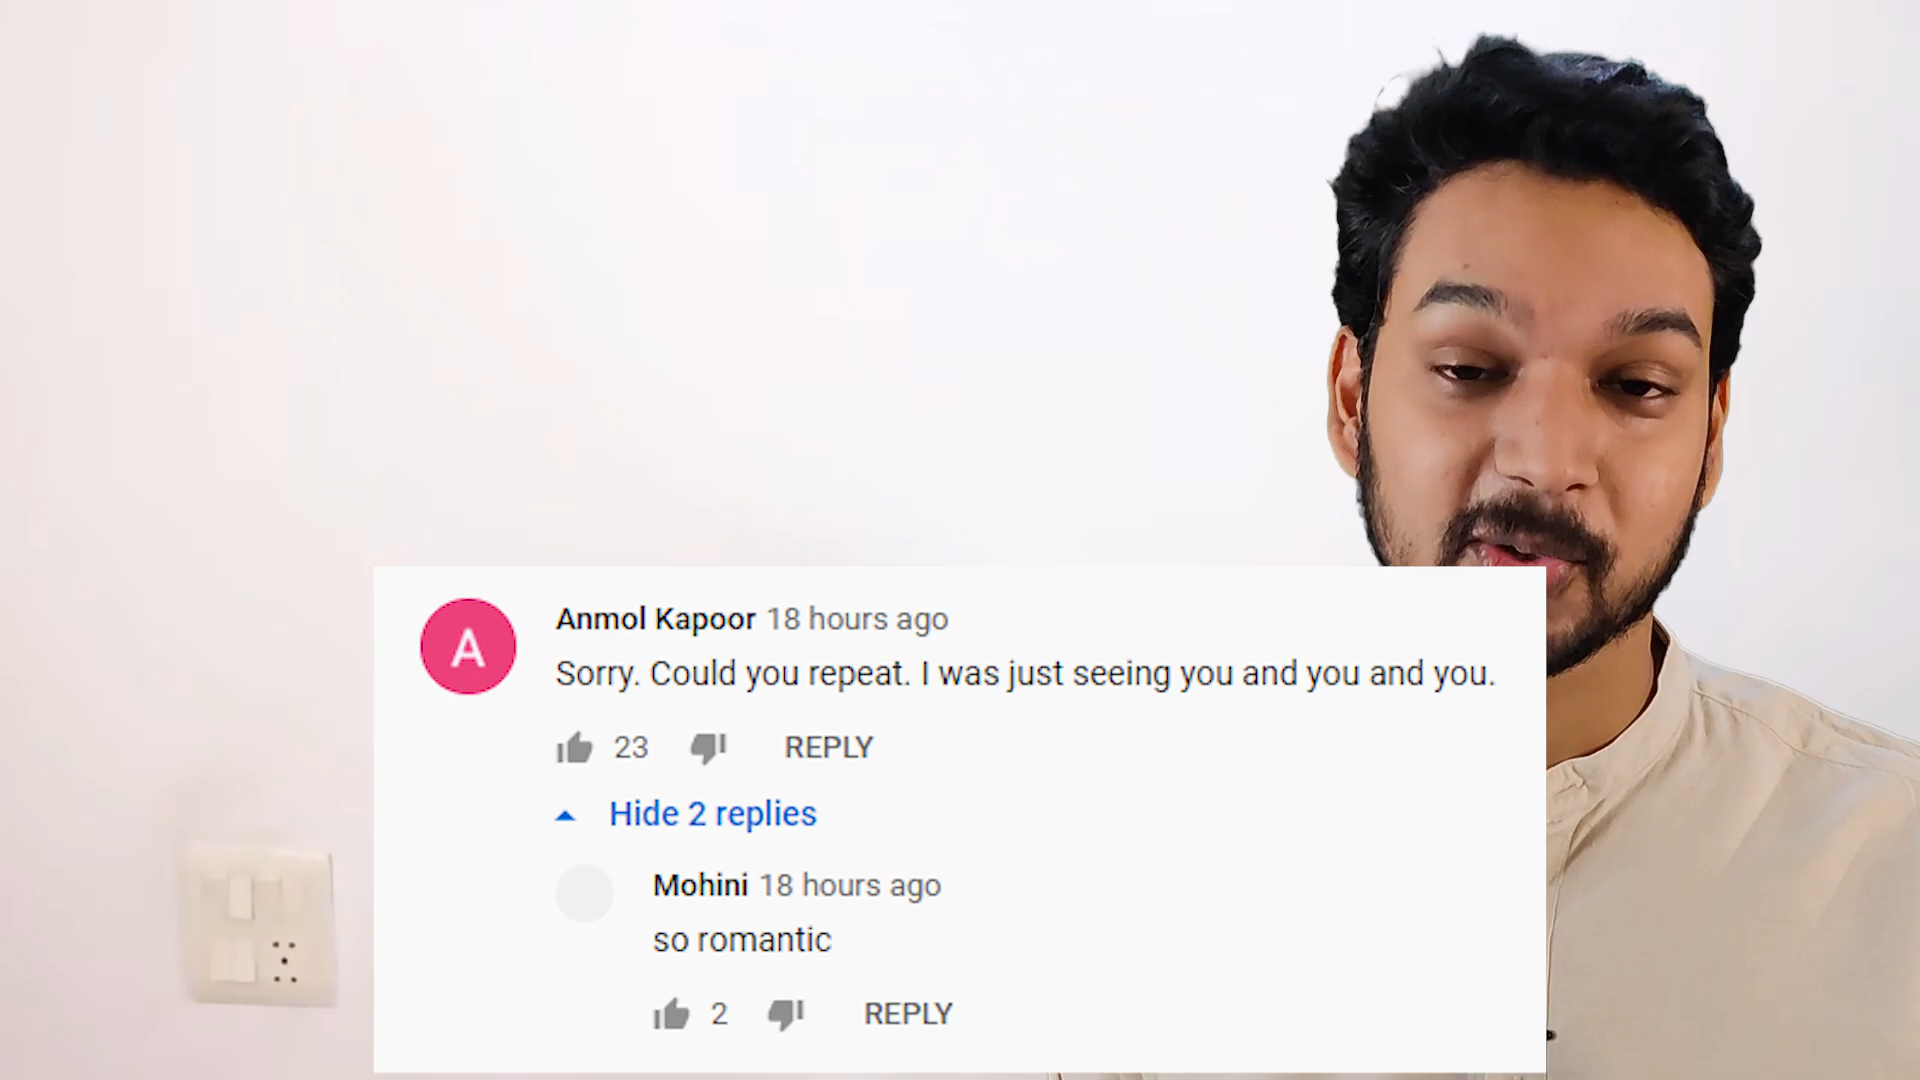 A
Anmol Kapoor 18 hours ago
Sorry. Could you repeat. I was just seeing you and you and you.
23 REPLY
Hide 2 replies
Mohini 18 hours ago
so romantic
2 REPLY